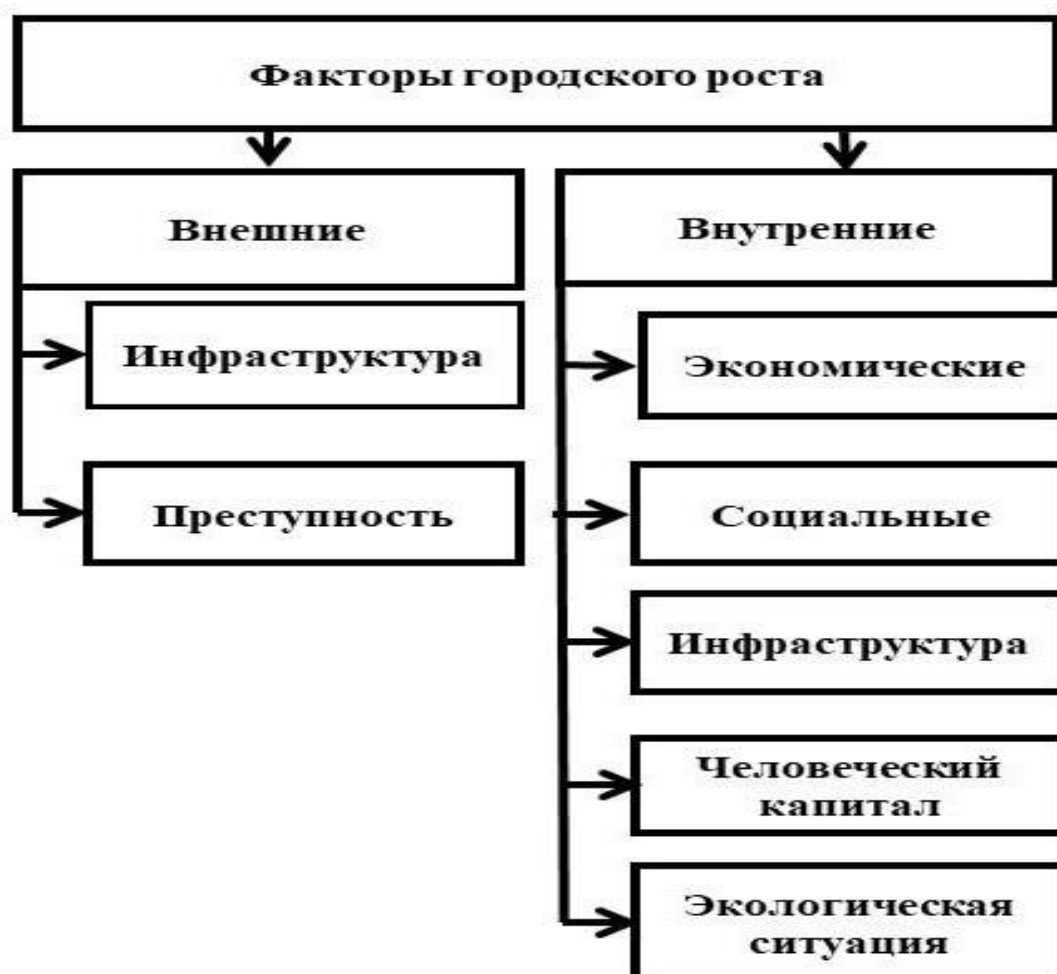 Факторы городского роста
Внешние
Инфраструктура
Преступность
Внутренние
Экономические
Социальные
Инфраструктура
Человеческий
капитал
Экологическая
ситуация